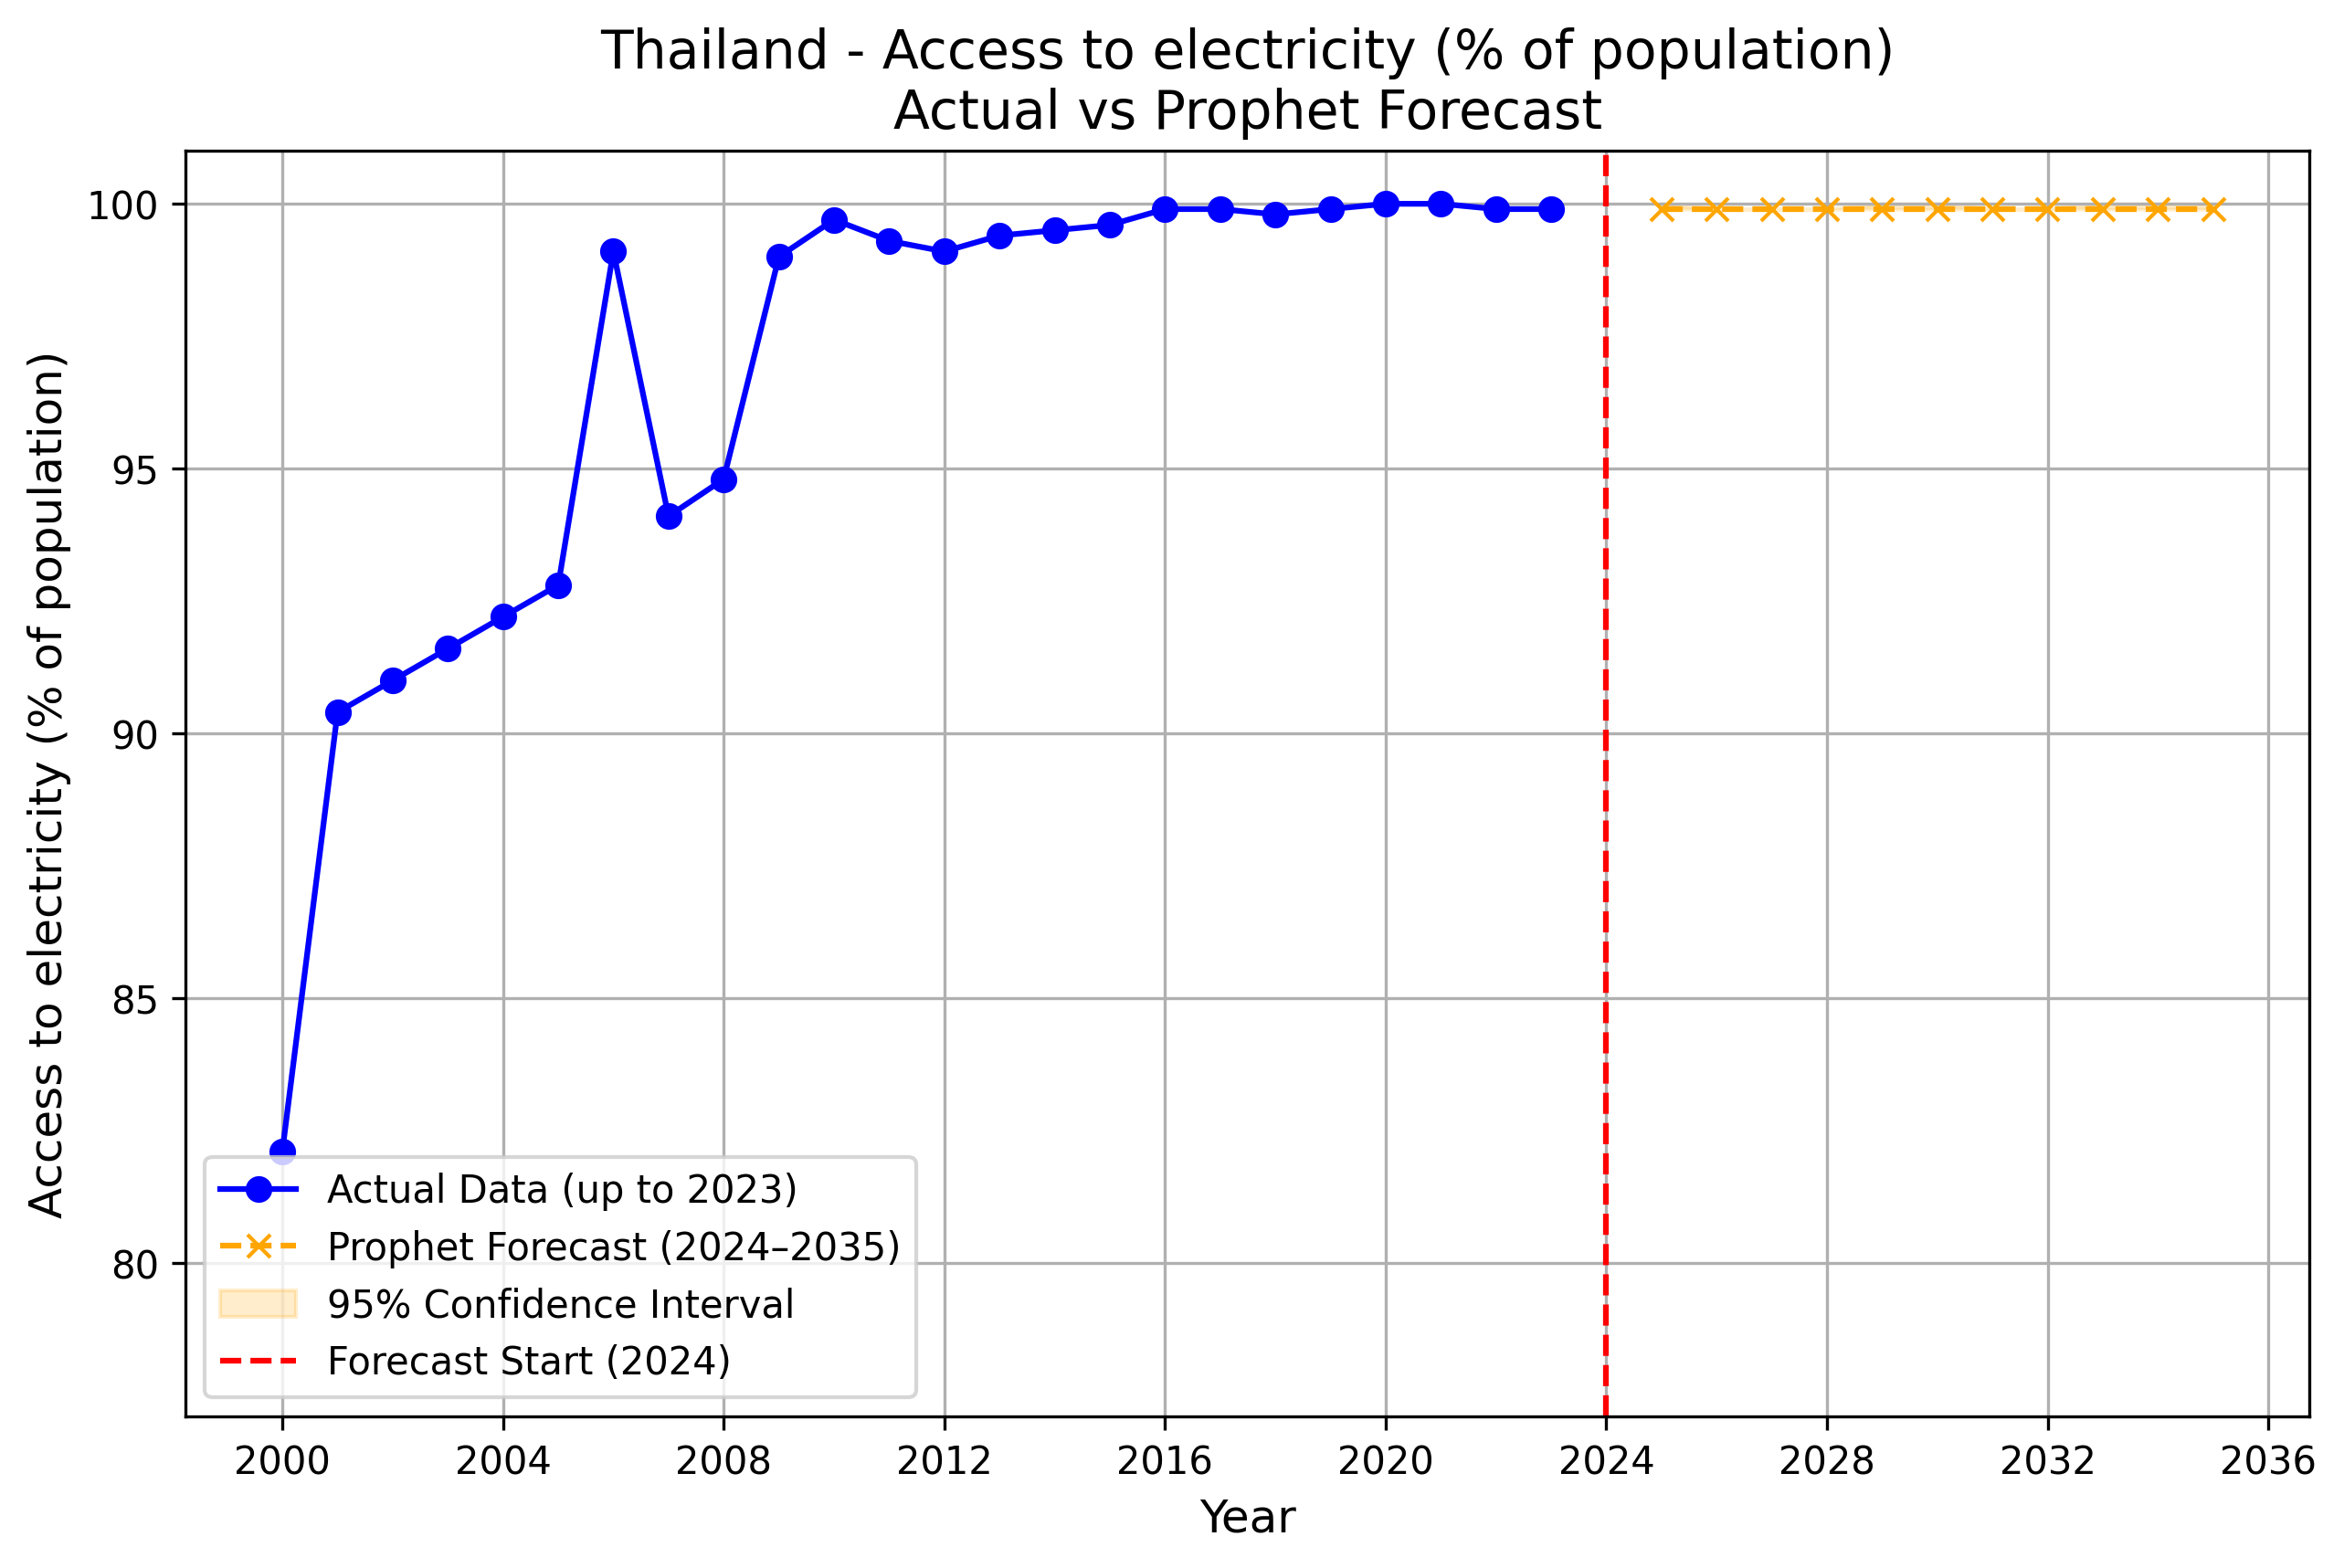 Thailand - Access to electricity (% of population)
Actual vs Prophet Forecast
Access to electricity (% of population)
100
95
90
85
80
Actual Data (up to 2023)
Prophet Forecast (2024–2035)
95% Confidence Interval
Forecast Start (2024)
2000 2004 2008 2012 2016 2020 2024 2028 2032 2036
Year